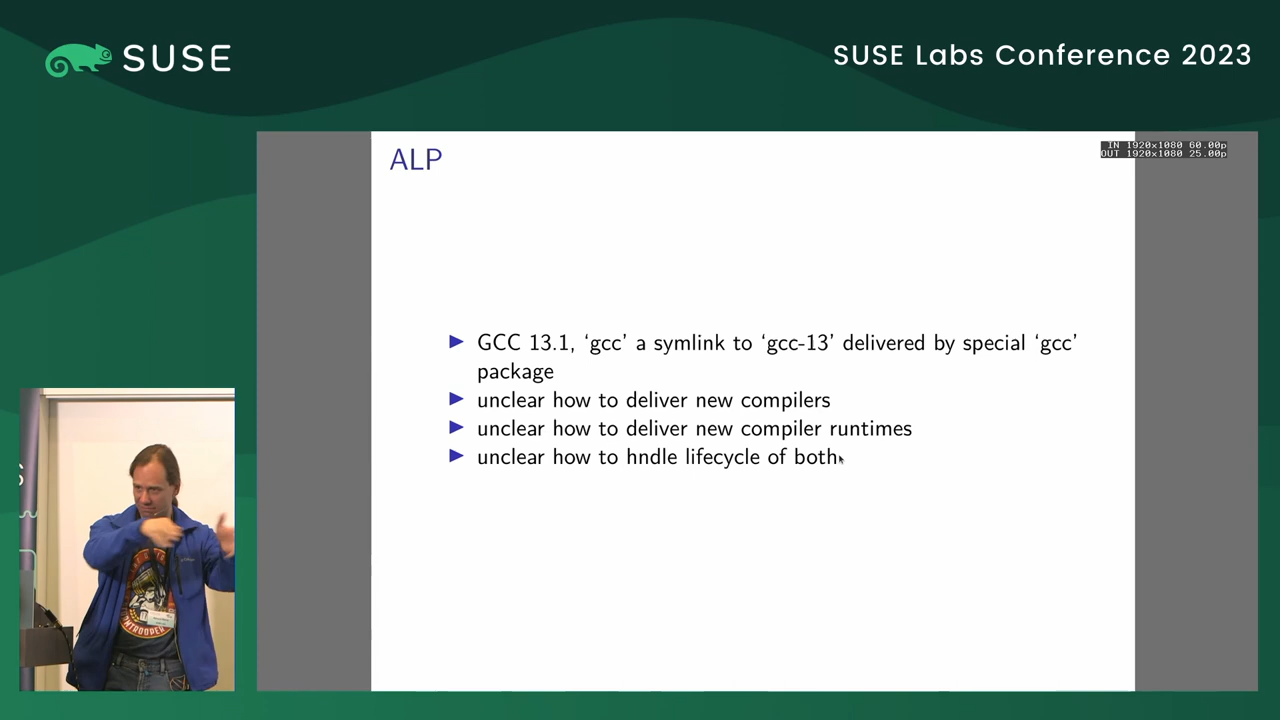 SUSE
SUSE Labs Conference 2023
ALP
IN 1920x1080 60.00p
OUT 1920x1080 25.00p
▶ GCC 13.1, ‘gcc’ a symlink to ‘gcc-13’ delivered by special ‘gcc’
package
▶ unclear how to deliver new compilers
▶ unclear how to deliver new compiler runtimes
▶ unclear how to hndle lifecycle of both
S